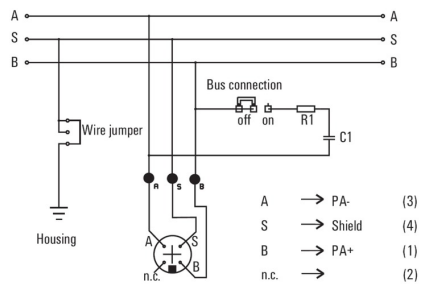 A A
S S
B B
Bus connection
off on R1
Wire jumper
C1
A S B
A → PA- (3)
S → Shield (4)
Housing
A S
B → PA+ (1)
B
n.c.
n.c. → (2)